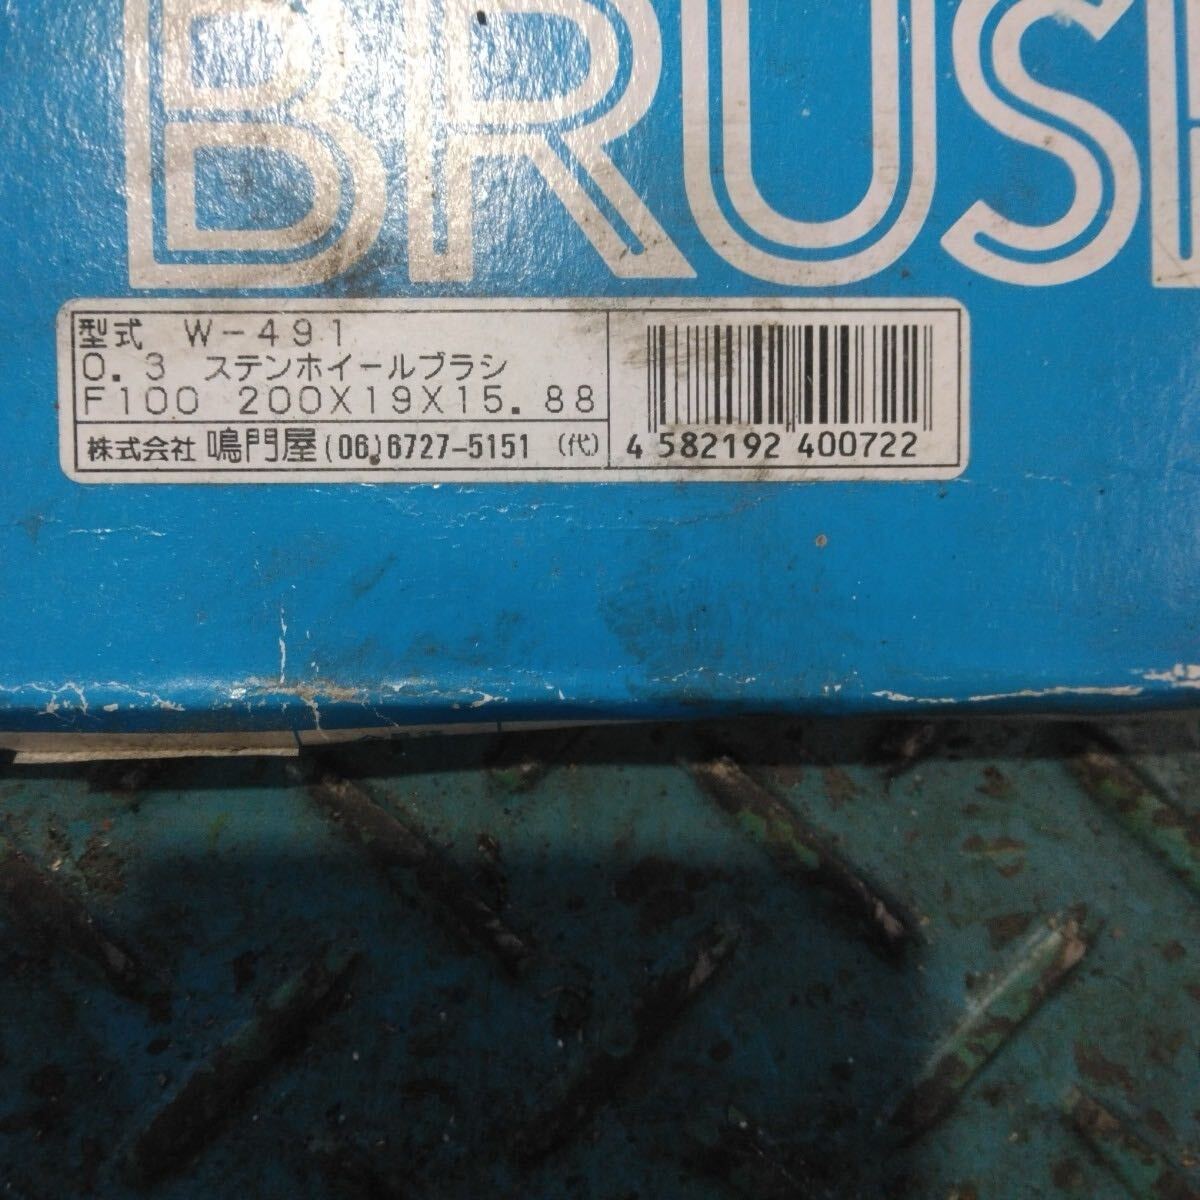 BRUSH
型式 W-491
0.3 ステンホイールブラシ
F100 200X19X15.88
株式会社 鳴門屋 (06)6727-5151 (代)
4 582192 400722